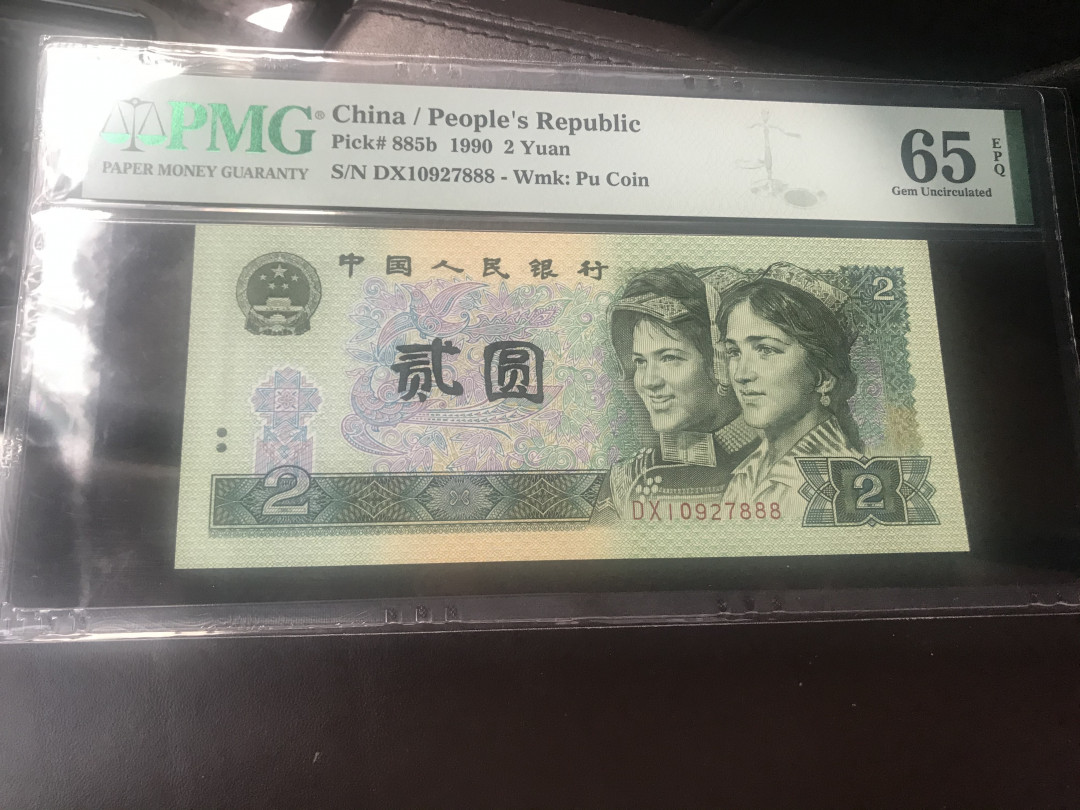 PMG®
PAPER MONEY GUARANTY
China / People's Republic
Pick# 885b 1990 2 Yuan
S/N DX10927888 - Wmk: Pu Coin
65
EPQ
Gem Uncirculated
中国人民银行
2
贰圆
2
2
DX10927888